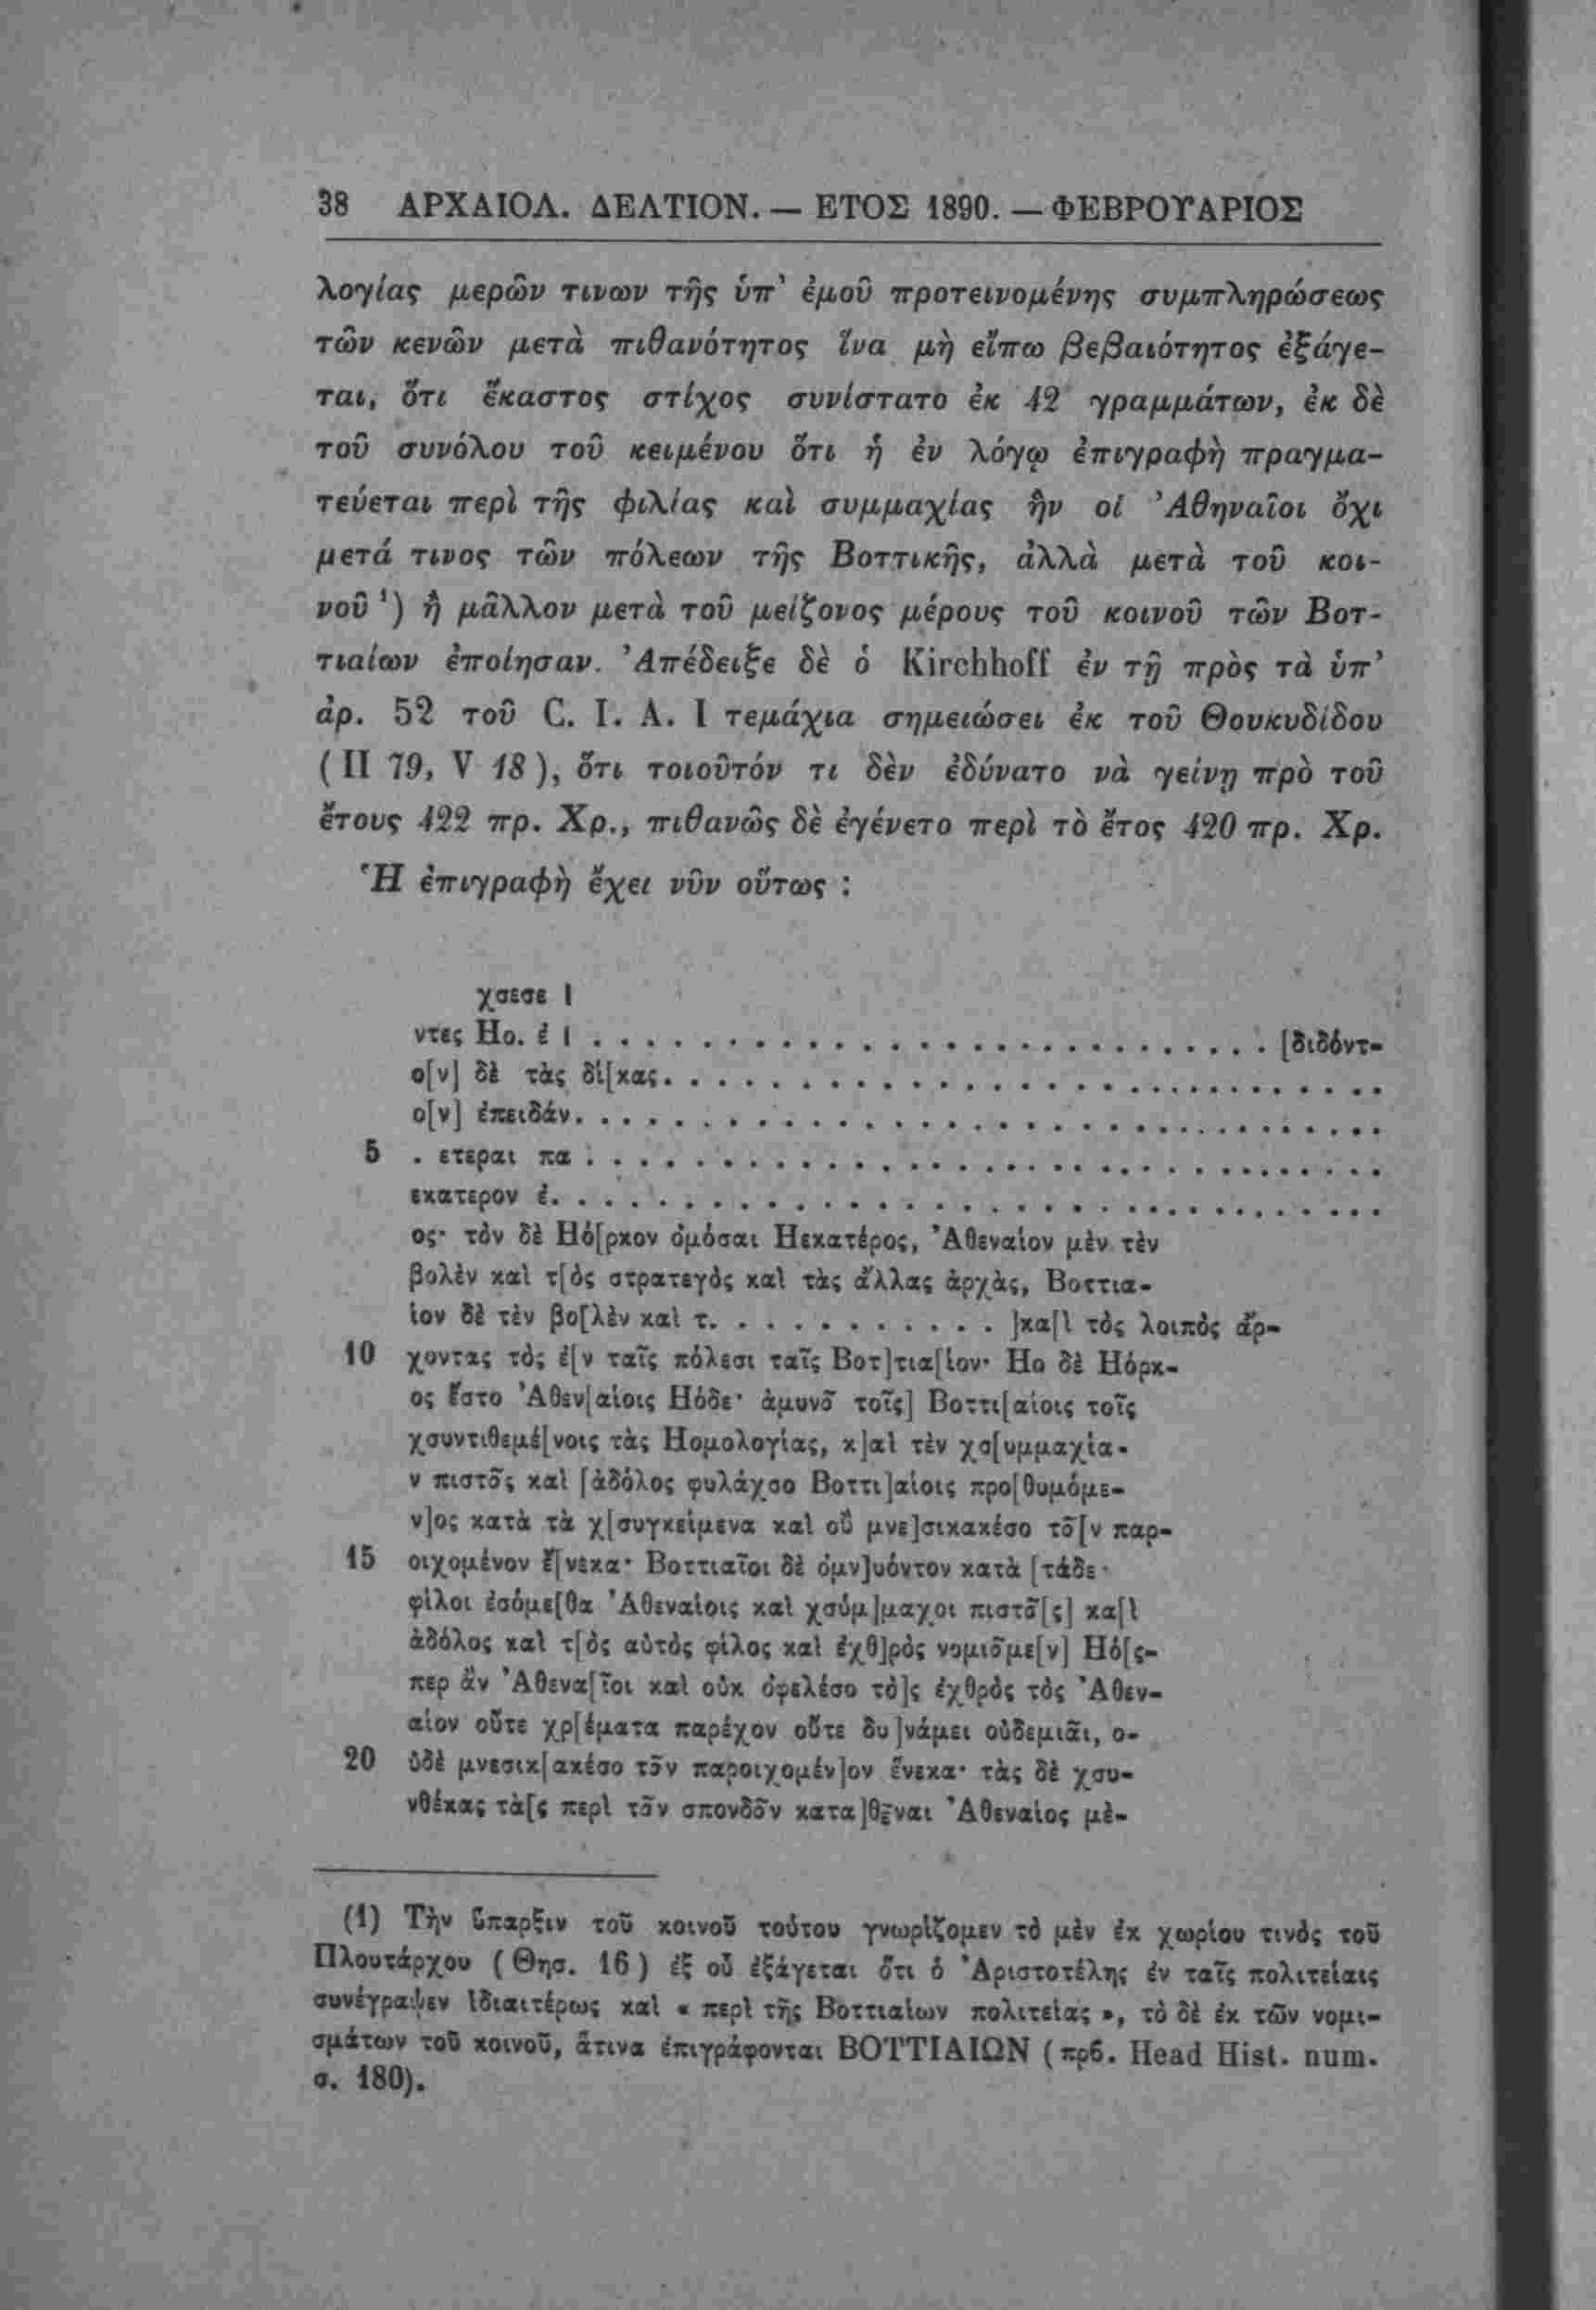 38 ΑΡΧΑΙΟΛ. ΔΕΛΤΙΟΝ. — ΕΤΟΣ 1890. — ΦΕΒΡΟΥΑΡΙΟΣ
λογίας μερῶν τινων τῆς ὑπ' ἐμοῦ προτεινομένης συμπληρώσεως
τῶν κενῶν μετὰ πιθανότητος ἵνα μὴ εἴπω βεβαιότητος ἐξάγε-
ται, ὅτι ἕκαστος στίχος συνίστατο ἐκ 42 γραμμάτων, ἐκ δὲ
τοῦ συνόλου τοῦ κειμένου ὅτι ἡ ἐν λόγῳ ἐπιγραφὴ πραγμα-
τεύεται περὶ τῆς φιλίας καὶ συμμαχίας ἣν οἱ Ἀθηναῖοι ὄχι
μετά τινος τῶν πόλεων τῆς Βοττικῆς, ἀλλὰ μετὰ τοῦ κοι-
νοῦ ¹) ἢ μᾶλλον μετὰ τοῦ μείζονος μέρους τοῦ κοινοῦ τῶν Βοτ-
τιαίων ἐποίησαν. Ἀπέδειξε δὲ ὁ Kirchhoff ἐν τῇ πρὸς τὰ ὑπ'
ἀρ. 52 τοῦ C. I. A. I τεμάχια σημειώσει ἐκ τοῦ Θουκυδίδου
( II 79, V 18 ), ὅτι τοιοῦτόν τι δὲν ἐδύνατο νὰ γείνῃ πρὸ τοῦ
ἔτους 422 πρ. Χρ., πιθανῶς δὲ ἐγένετο περὶ τὸ ἔτος 420 πρ. Χρ.
Ἡ ἐπιγραφὴ ἔχει νῦν οὕτως :
χσεσε |
ντες Ηο. ἐ | . . . . . . . . . . . . . . . . . . . . . . . . . . [διδόντ-
ο[ν] δὲ τὰς δί[κας. . . . . . . . . . . . . . . . . . . . . . . . . . . .
ο[ν] ἐπειδάν. . . . . . . . . . . . . . . . . . . . . . . . . . . . . . .
5 . ετεραι πα . . . . . . . . . . . . . . . . . . . . . . . . . . . . . .
εκατερον ἐ. . . . . . . . . . . . . . . . . . . . . . . . . . . . . . .
ος· τὸν δὲ Ηό[ρκον ὀμόσαι Ηεκατέρος, Ἀθεναίον μὲν τὲν
βολὲν καὶ τ[ὸς στρατεγὸς καὶ τὰς ἄλλας ἀρχὰς, Βοττια-
ίον δὲ τὲν βο[λὲν καὶ τ. . . . . . . . . . . ]κα[ὶ τὸς λοιπὸς ἄρ-
10 χοντας τὸς ἐ[ν ταῖς πόλεσι ταῖς Βοτ]τια[ίον· Ηο δὲ Ηόρκ-
ος ἔστο Ἀθεν[αίοις Ηόδε· ἀμυνõ τοῖς] Βοττι[αίοις τοῖς
χσυντιθεμέ[νοις τὰς Ηομολογίας, κ]αὶ τὲν χσ[υμμαχία-
ν πιστõς καὶ [ἀδόλος φυλάχσο Βοττι]αίοις προ[θυμόμε-
ν]ος κατὰ τὰ χ[συγκείμενα καὶ οὔ μνε]σικακέσο τõ[ν παρ-
15 οιχομένον ἕ[νεκα· Βοττιαῖοι δὲ ὀμν]υόντον κατὰ [τάδε·
φίλοι ἐσόμε[θα Ἀθεναίοις καὶ χσύμ]μαχοι πιστõ[ς] κα[ὶ
ἀδόλος καὶ τ[ὸς αὐτὸς φίλος καὶ ἐχθ]ρὸς νομιõμε[ν] Ηό[ς-
περ ἂν Ἀθενα[ῖοι καὶ οὐκ ὀφελέσο τὸ]ς ἐχθρὸς τὸς Ἀθεν-
αίον οὔτε χρ[έματα παρέχον οὔτε δυ]νάμει οὐδεμιᾶι, ο-
20 ὐδὲ μνεσικ[ακέσο τõν παροιχομέν]ον ἕνεκα· τὰς δὲ χσυ-
νθέκας τὰ[ς περὶ τõν σπονδõν κατα]θε͂ναι Ἀθεναίος μὲ-
(1) Τὴν ὕπαρξιν τοῦ κοινοῦ τούτου γνωρίζομεν τὸ μὲν ἐκ χωρίου τινὸς τοῦ
Πλουτάρχου ( Θησ. 16 ) ἐξ οὗ ἐξάγεται ὅτι ὁ Ἀριστοτέλης ἐν ταῖς πολιτείαις
συνέγραψεν ἰδιαιτέρως καὶ « περὶ τῆς Βοττιαίων πολιτείας », τὸ δὲ ἐκ τῶν νομι-
σμάτων τοῦ κοινοῦ, ἅτινα ἐπιγράφονται ΒΟΤΤΙΑΙΩΝ ( πρβ. Head Hist. num.
σ. 180).